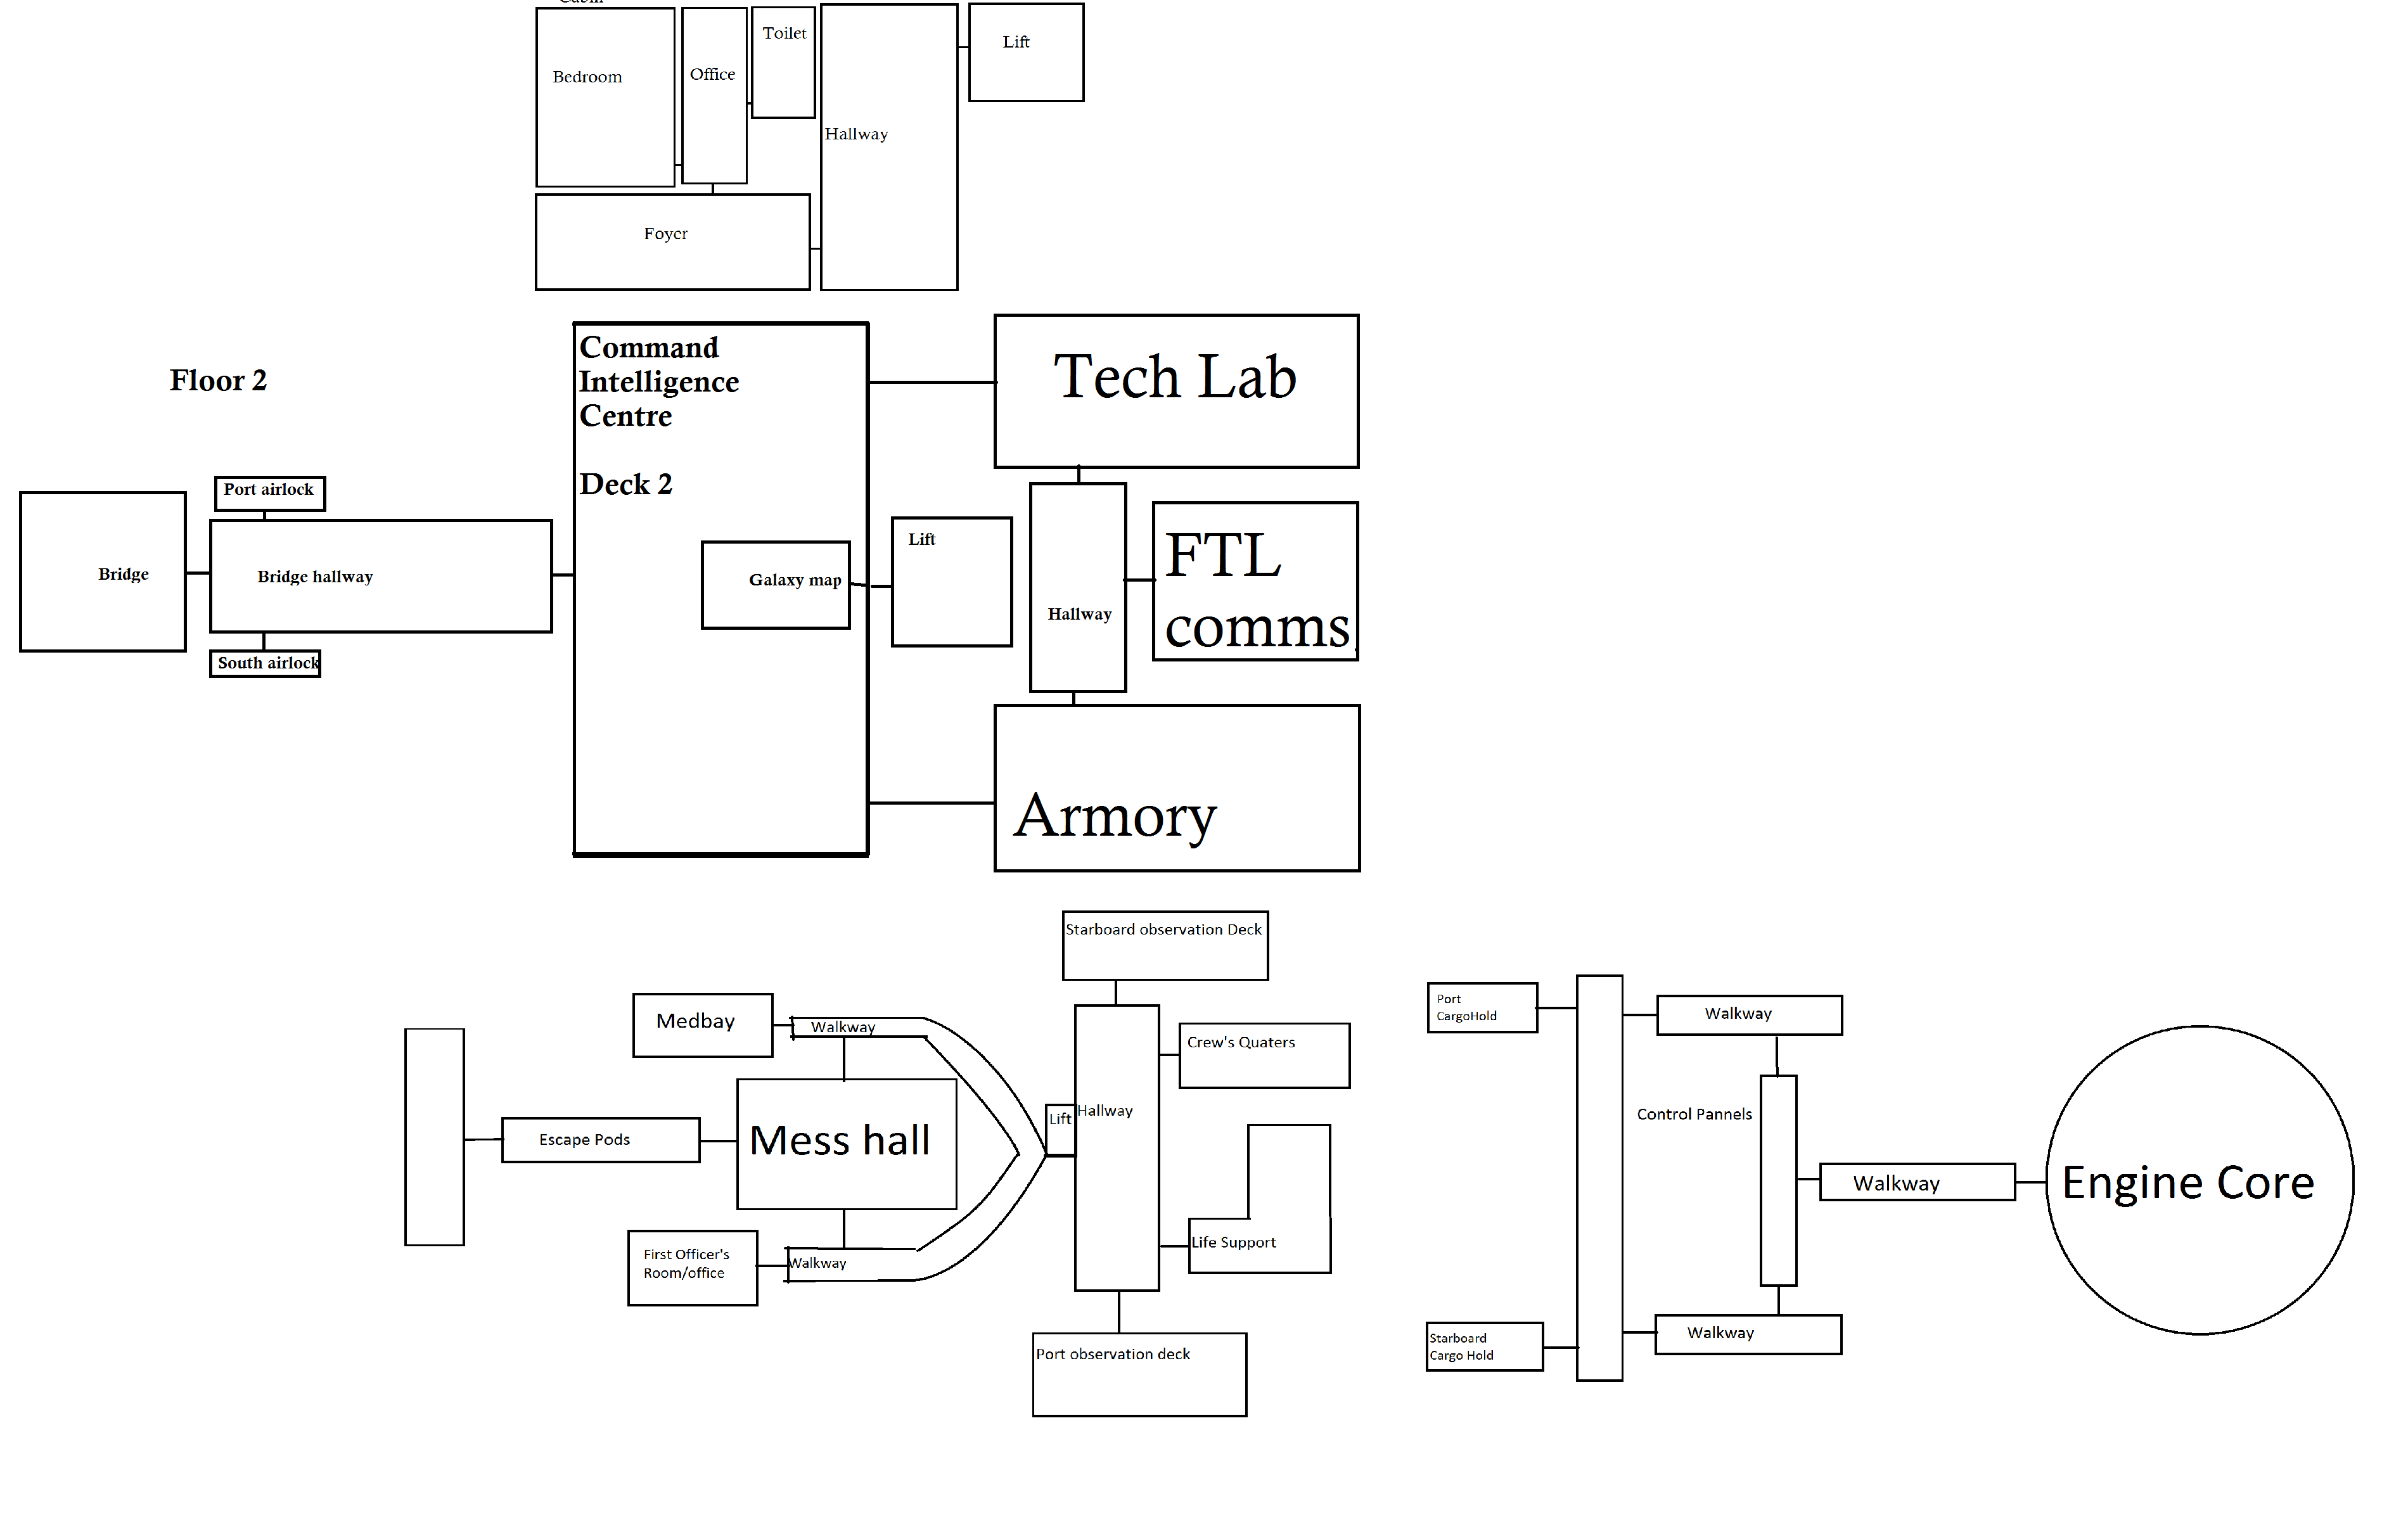 Cabin
Bedroom
Office
Toilet
Hallway
Lift
Foyer
Floor 2
Command
Intelligence
Centre
Deck 2
Tech Lab
Port airlock
Bridge
Bridge hallway
South airlock
Galaxy map
Lift
Hallway
FTL
comms
Armory
Starboard observation Deck
Medbay
Walkway
Crew's Quaters
Lift
Hallway
Escape Pods
Mess hall
Life Support
First Officer's
Room/office
Walkway
Port observation deck
Port
CargoHold
Walkway
Control Pannels
Walkway
Engine Core
Starboard
Cargo Hold
Walkway